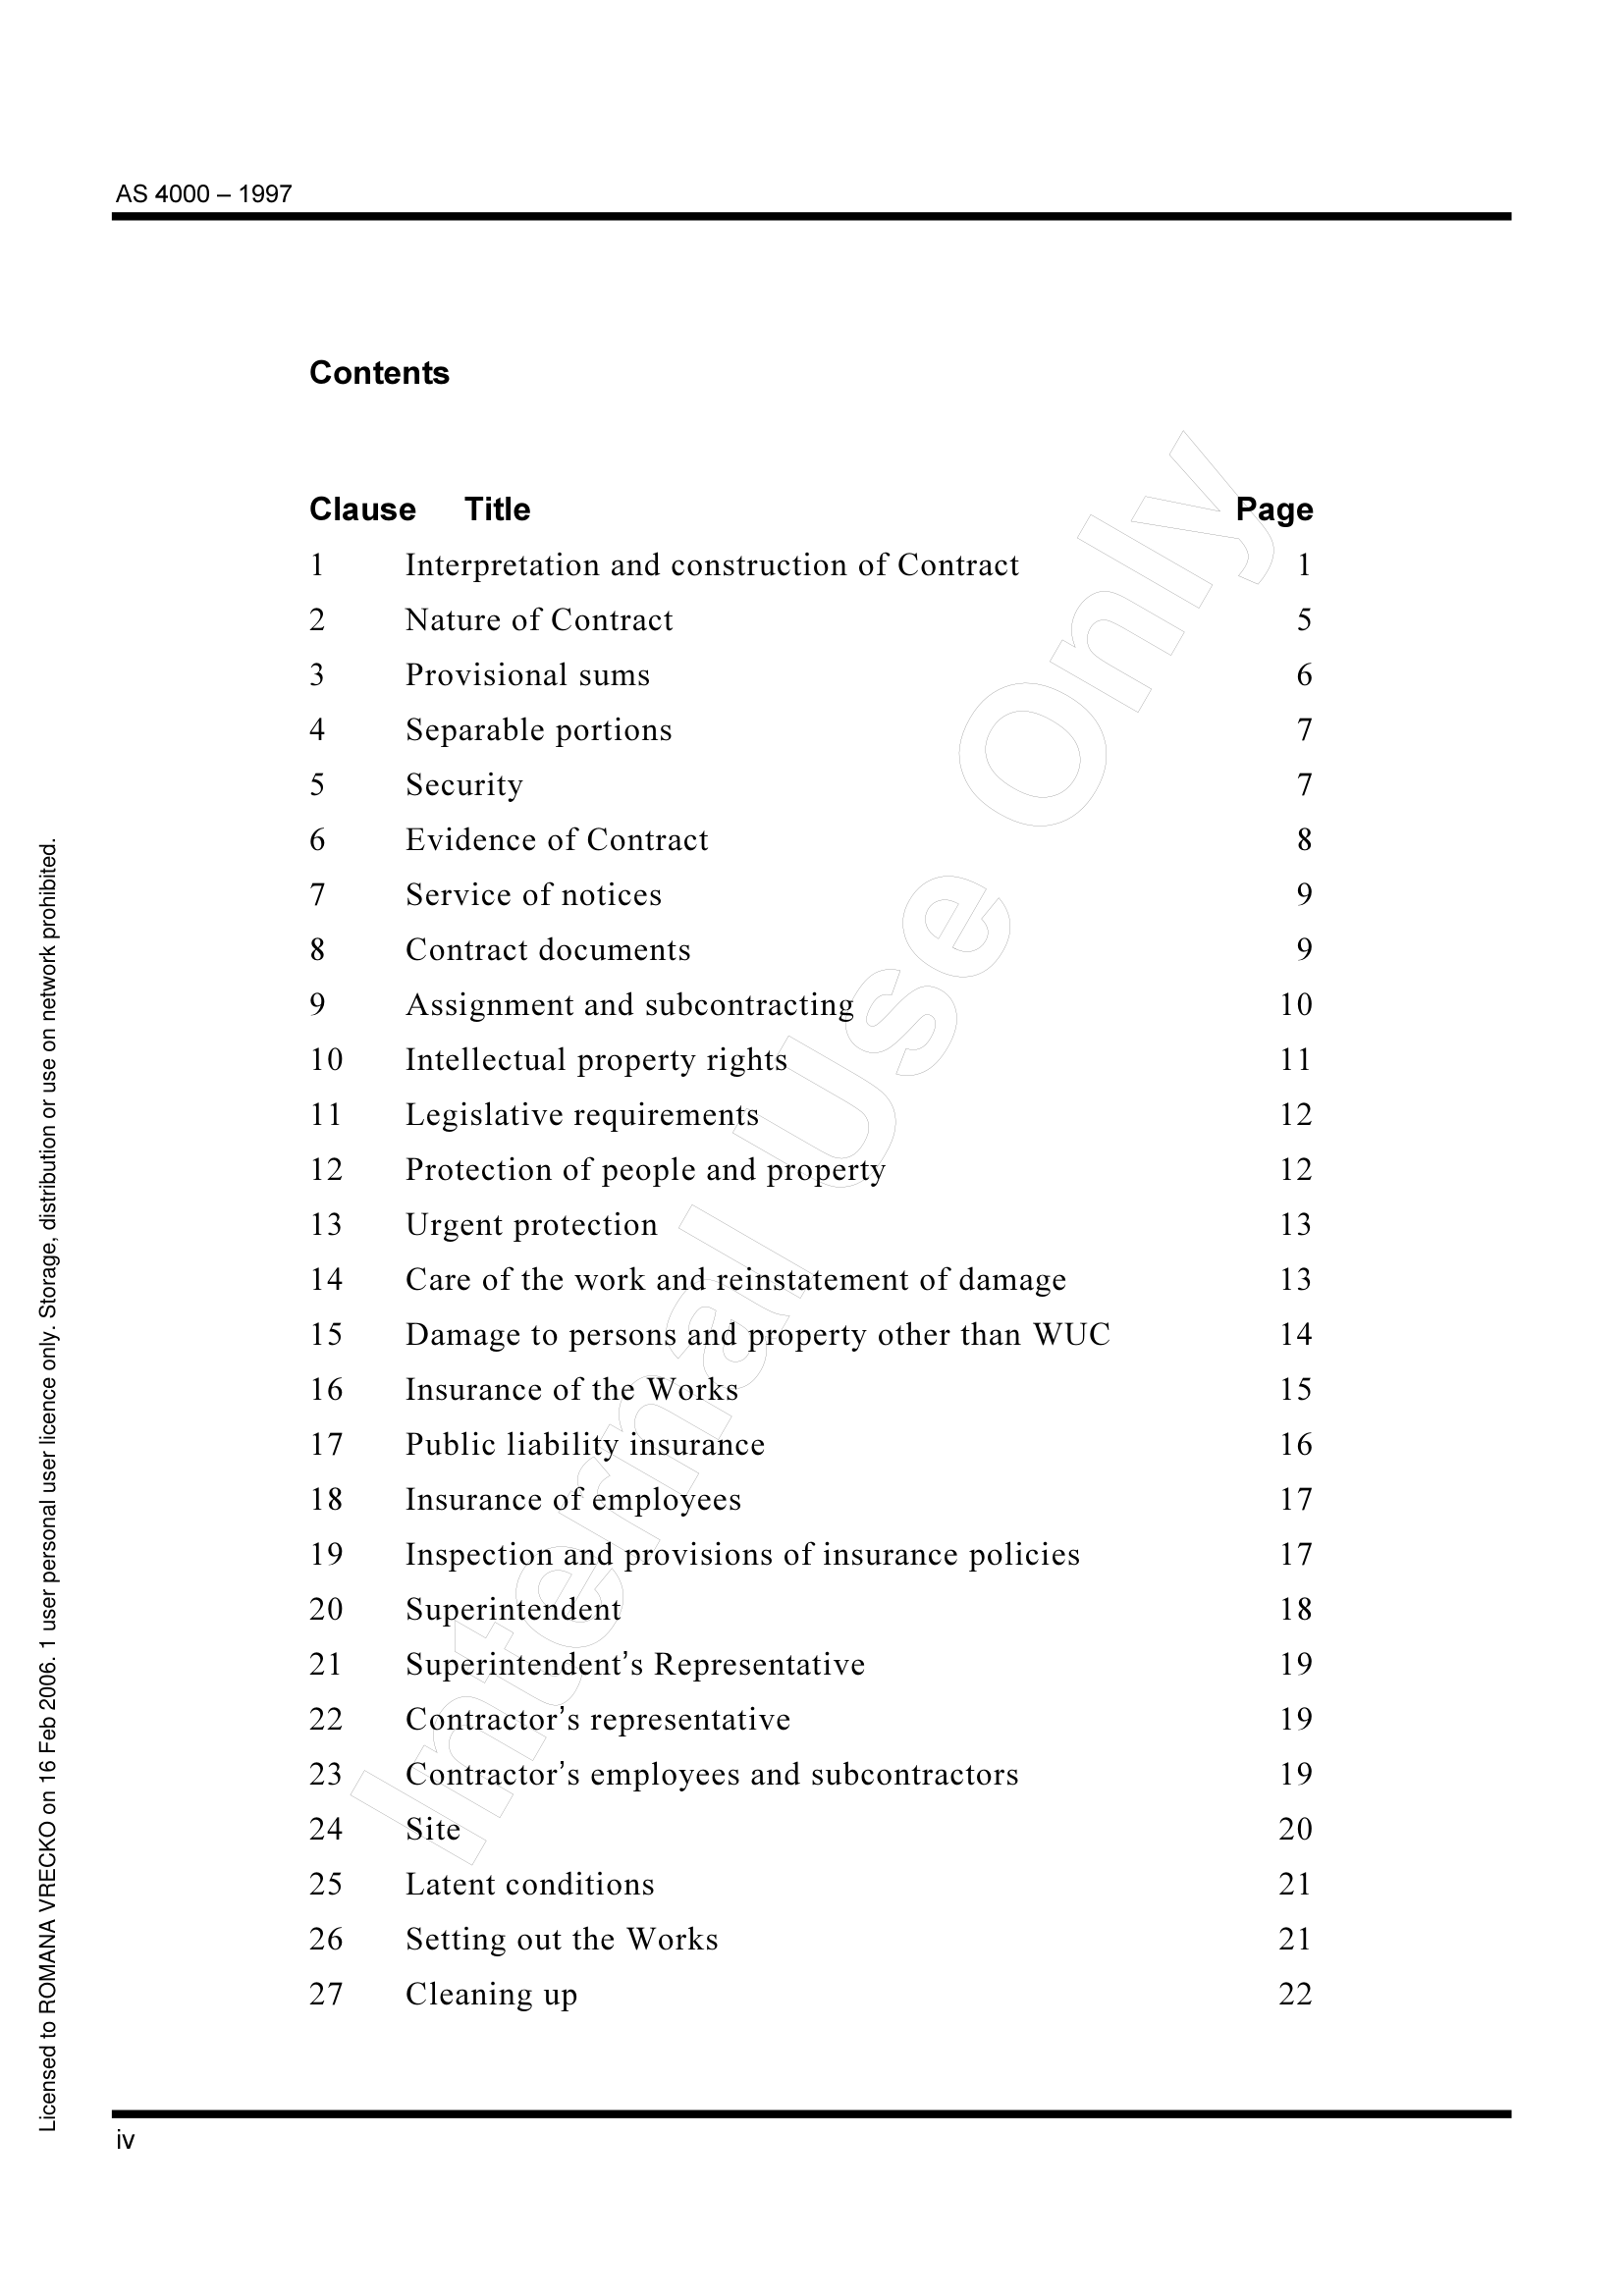 AS 4000 – 1997
Contents
Clause Title Page
1 Interpretation and construction of Contract 1
2 Nature of Contract 5
3 Provisional sums 6
4 Separable portions 7
5 Security 7
6 Evidence of Contract 8
7 Service of notices 9
8 Contract documents 9
9 Assignment and subcontracting 10
10 Intellectual property rights 11
11 Legislative requirements 12
12 Protection of people and property 12
13 Urgent protection 13
14 Care of the work and reinstatement of damage 13
15 Damage to persons and property other than WUC 14
16 Insurance of the Works 15
17 Public liability insurance 16
18 Insurance of employees 17
19 Inspection and provisions of insurance policies 17
20 Superintendent 18
21 Superintendent’s Representative 19
22 Contractor’s representative 19
23 Contractor’s employees and subcontractors 19
24 Site 20
25 Latent conditions 21
26 Setting out the Works 21
27 Cleaning up 22
iv
Licensed to ROMANA VRECKO on 16 Feb 2006. 1 user personal user licence only. Storage, distribution or use on network prohibited.
Internal Use Only